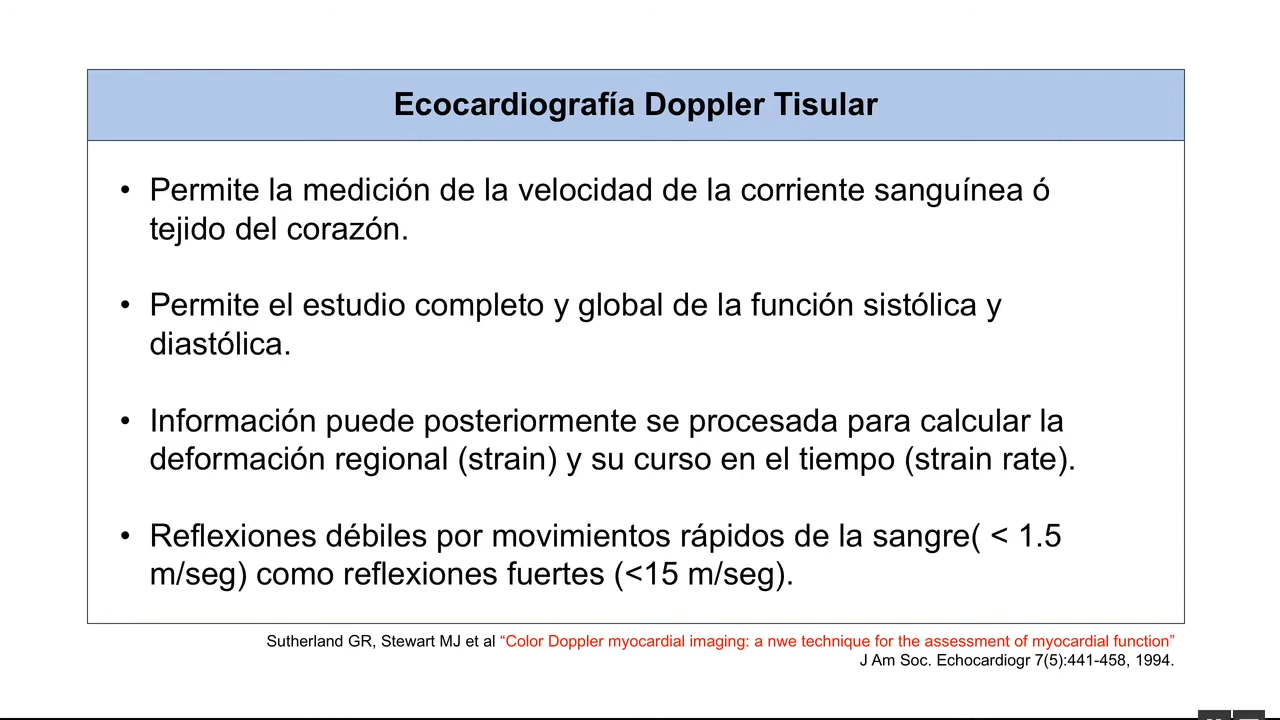 Ecocardiografía Doppler Tisular
• Permite la medición de la velocidad de la corriente sanguínea ó
tejido del corazón.
• Permite el estudio completo y global de la función sistólica y
diastólica.
• Información puede posteriormente se procesada para calcular la
deformación regional (strain) y su curso en el tiempo (strain rate).
• Reflexiones débiles por movimientos rápidos de la sangre( < 1.5
m/seg) como reflexiones fuertes (<15 m/seg).
Sutherland GR, Stewart MJ et al “Color Doppler myocardial imaging: a nwe technique for the assessment of myocardial function”
J Am Soc. Echocardiogr 7(5):441-458, 1994.